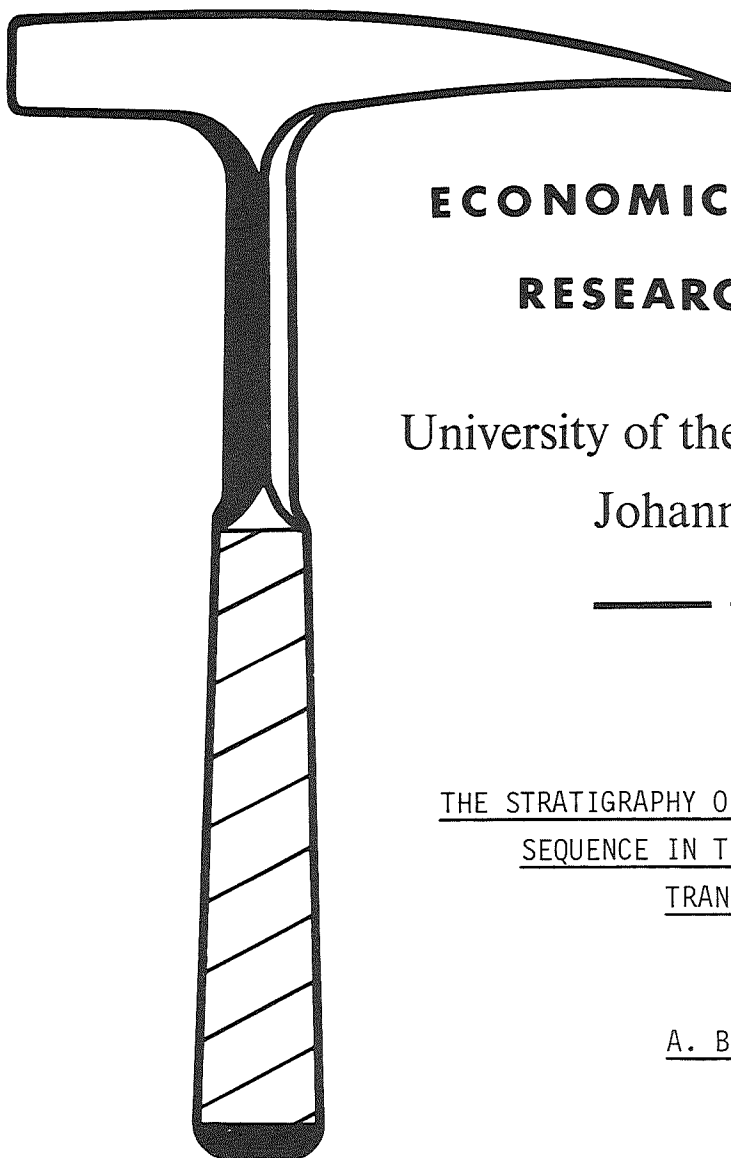 ECONOMIC
RESEARC
University of the
Johann
THE STRATIGRAPHY O
SEQUENCE IN T
TRAN
A. B